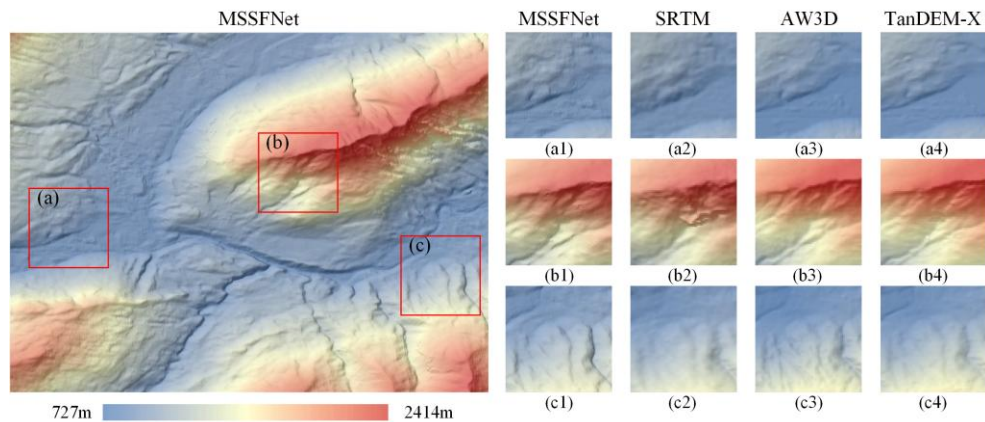 MSSFNet MSSFNet SRTM AW3D TanDEM-X
(a)
(b)
(c)
(a1) (a2) (a3) (a4)
(b1) (b2) (b3) (b4)
(c1) (c2) (c3) (c4)
727m 2414m